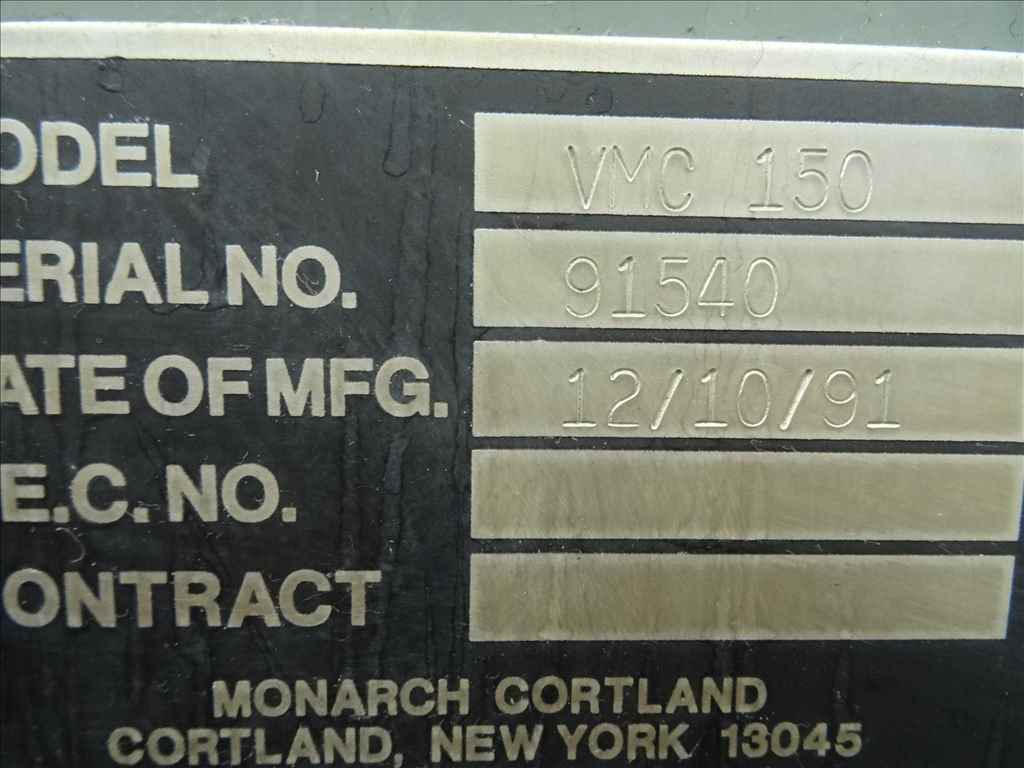 ODEL VMC 150
ERIAL NO. 91540
ATE OF MFG. 12/10/91
.E.C. NO.
ONTRACT
MONARCH CORTLAND
CORTLAND, NEW YORK 13045